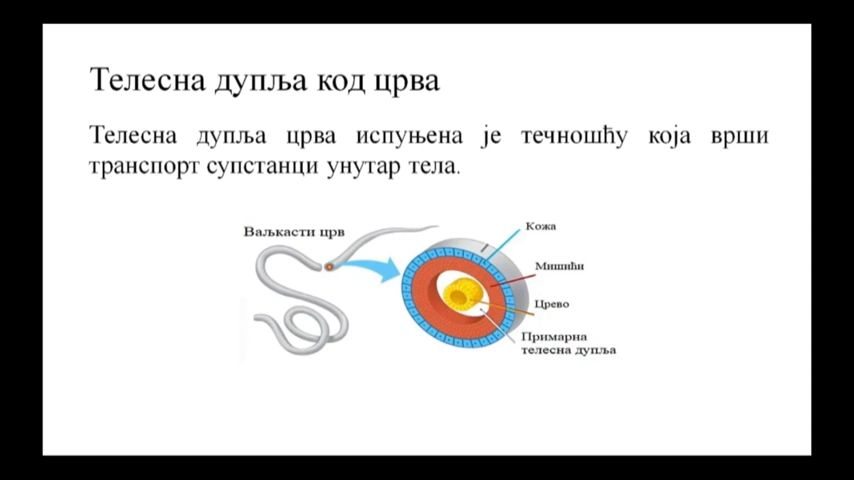 Телесна дупља код црва
Телесна дупља црва испуњена је течношћу која врши
транспорт супстанци унутар тела.
Ваљкасти црв
Кожа
Мишићи
Црево
Примарна
телесна дупља